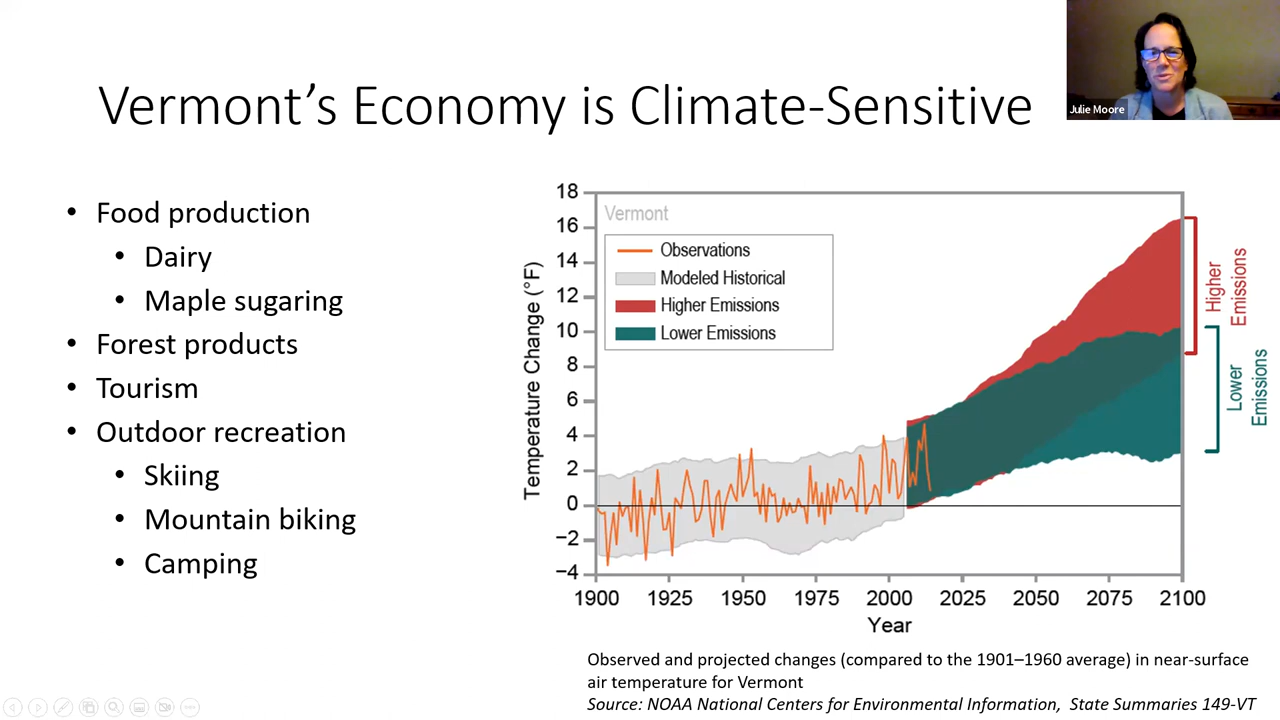 Vermont's Economy is Climate-Sensitive
Julie Moore
• Food production
• Dairy
• Maple sugaring
• Forest products
• Tourism
• Outdoor recreation
• Skiing
• Mountain biking
• Camping
Temperature Change (°F)
18
16
14
12
10
8
6
4
2
0
−2
−4
Vermont
Observations
Modeled Historical
Higher Emissions
Lower Emissions
Higher
Emissions
Lower
Emissions
1900 1925 1950 1975 2000 2025 2050 2075 2100
Year
Observed and projected changes (compared to the 1901–1960 average) in near-surface
air temperature for Vermont
Source: NOAA National Centers for Environmental Information, State Summaries 149-VT